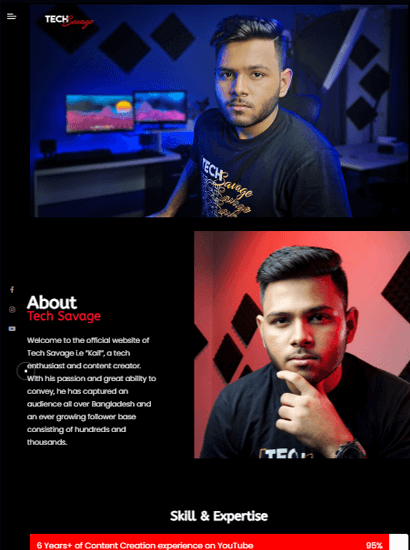 TECH
Savage
TECH
Savage
About
Tech Savage
Welcome to the official website of
Tech Savage i.e "Kail", a tech
enthusiast and content creator.
With his passion and great ability to
convey, he has captured an
audience all over Bangladesh and
an ever growing follower base
consisting of hundreds and
thousands.
Skill & Expertise
6 Years+ of Content Creation experience on YouTube
95%